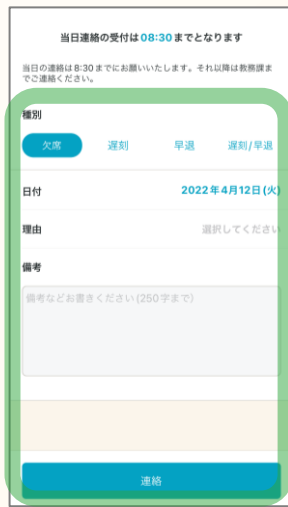 当日連絡の受付は08:30までとなります
当日の連絡は8:30までにお願いいたします。それ以降は教務課ま
でご連絡ください。
種別
欠席 遅刻 早退 遅刻/早退
日付 2022年4月12日(火)
理由 選択してください
備考
備考などお書きください(250字まで)
連絡